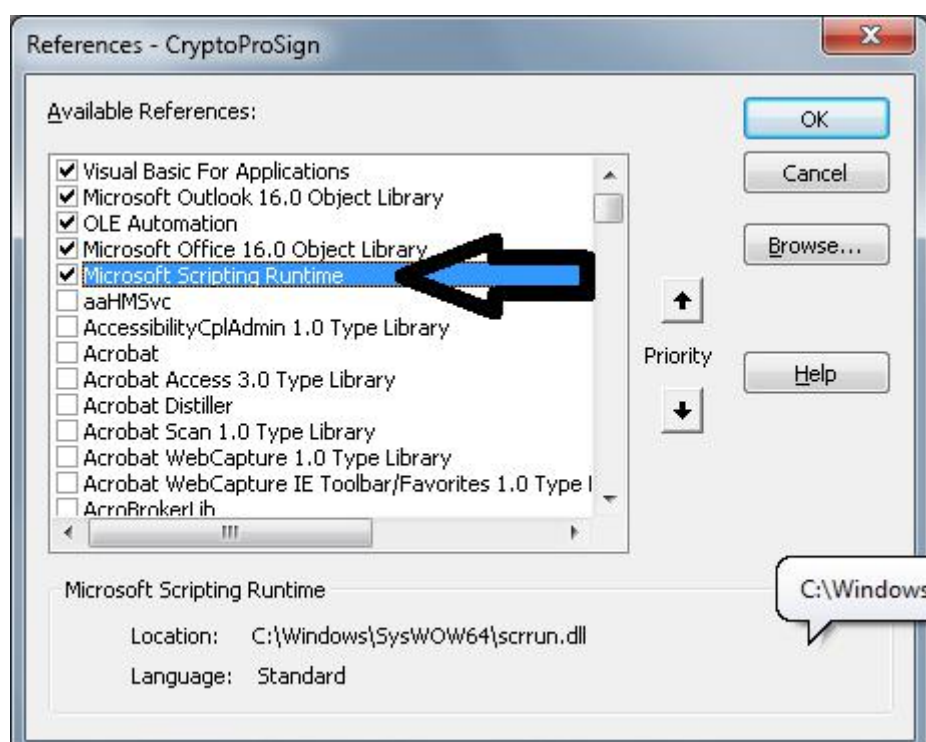 References - CryptoProSign
Available References:
OK
Visual Basic For Applications
Cancel
Microsoft Outlook 16.0 Object Library
OLE Automation
Microsoft Office 16.0 Object Library
Browse...
Microsoft Scripting Runtime
aaHMSvc
AccessibilityCplAdmin 1.0 Type Library
Acrobat
Priority
Acrobat Access 3.0 Type Library
Help
Acrobat Distiller
Acrobat Scan 1.0 Type Library
Acrobat WebCapture 1.0 Type Library
Acrobat WebCapture IE Toolbar/Favorites 1.0 Type
AcroBrokerLib
Microsoft Scripting Runtime
C:\Windows
Location: C:\Windows\SysWOW64\scrrun.dll
Language: Standard